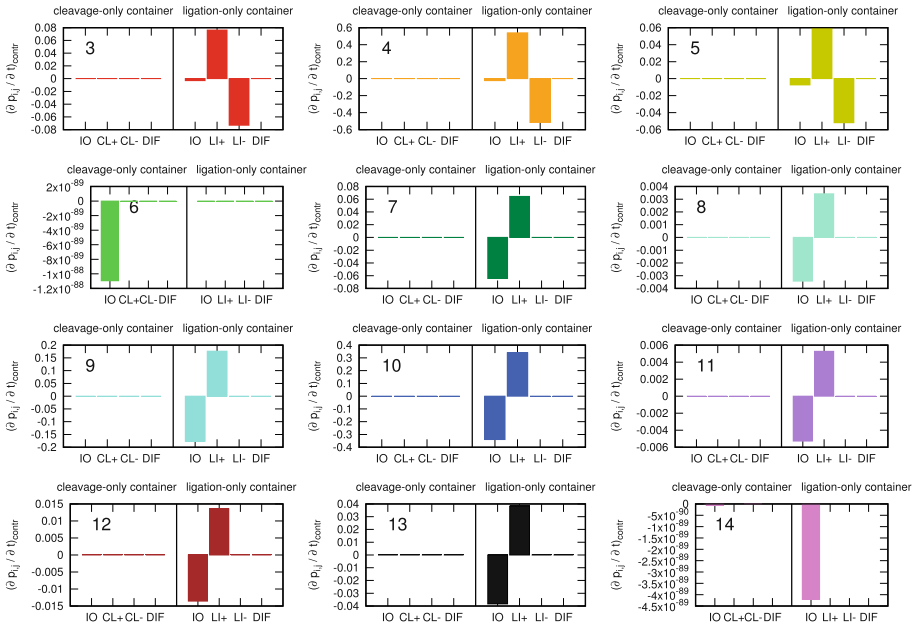 cleavage-only container ligation-only container
(∂ p_i,j / ∂ t)_contr
0.08
0.06
0.04
0.02
0
-0.02
-0.04
-0.06
-0.08
3
IO CL+ CL- DIF IO LI+ LI- DIF
cleavage-only container ligation-only container
(∂ p_i,j / ∂ t)_contr
0.6
0.4
0.2
0
-0.2
-0.4
-0.6
4
IO CL+ CL- DIF IO LI+ LI- DIF
cleavage-only container ligation-only container
(∂ p_i,j / ∂ t)_contr
0.06
0.04
0.02
0
-0.02
-0.04
-0.06
5
IO CL+ CL- DIF IO LI+ LI- DIF
cleavage-only container ligation-only container
(∂ p_i,j / ∂ t)_contr
2x10^-89
0
-2x10^-89
-4x10^-89
-6x10^-89
-8x10^-89
-1x10^-88
-1.2x10^-88
6
IO CL+CL- DIF IO LI+ LI- DIF
cleavage-only container ligation-only container
(∂ p_i,j / ∂ t)_contr
0.08
0.06
0.04
0.02
0
-0.02
-0.04
-0.06
-0.08
7
IO CL+ CL- DIF IO LI+ LI- DIF
cleavage-only container ligation-only container
(∂ p_i,j / ∂ t)_contr
0.004
0.003
0.002
0.001
0
-0.001
-0.002
-0.003
-0.004
8
IO CL+CL- DIF IO LI+ LI- DIF
cleavage-only container ligation-only container
(∂ p_i,j / ∂ t)_contr
0.2
0.15
0.1
0.05
0
-0.05
-0.1
-0.15
-0.2
9
IO CL+ CL- DIF IO LI+ LI- DIF
cleavage-only container ligation-only container
(∂ p_i,j / ∂ t)_contr
0.4
0.3
0.2
0.1
0
-0.1
-0.2
-0.3
-0.4
10
IO CL+ CL- DIF IO LI+ LI- DIF
cleavage-only container ligation-only container
(∂ p_i,j / ∂ t)_contr
0.006
0.004
0.002
0
-0.002
-0.004
-0.006
11
IO CL+CL- DIF IO LI+ LI- DIF
cleavage-only container ligation-only container
(∂ p_i,j / ∂ t)_contr
0.015
0.01
0.005
0
-0.005
-0.01
-0.015
12
IO CL+CL- DIF IO LI+ LI- DIF
cleavage-only container ligation-only container
(∂ p_i,j / ∂ t)_contr
0.04
0.03
0.02
0.01
0
-0.01
-0.02
-0.03
-0.04
13
IO CL+ CL- DIF IO LI+ LI- DIF
cleavage-only container ligation-only container
(∂ p_i,j / ∂ t)_contr
0
-5x10^-90
-1x10^-89
-1.5x10^-89
-2x10^-89
-2.5x10^-89
-3x10^-89
-3.5x10^-89
-4x10^-89
-4.5x10^-89
14
IO CL+CL- DIF IO LI+ LI- DIF